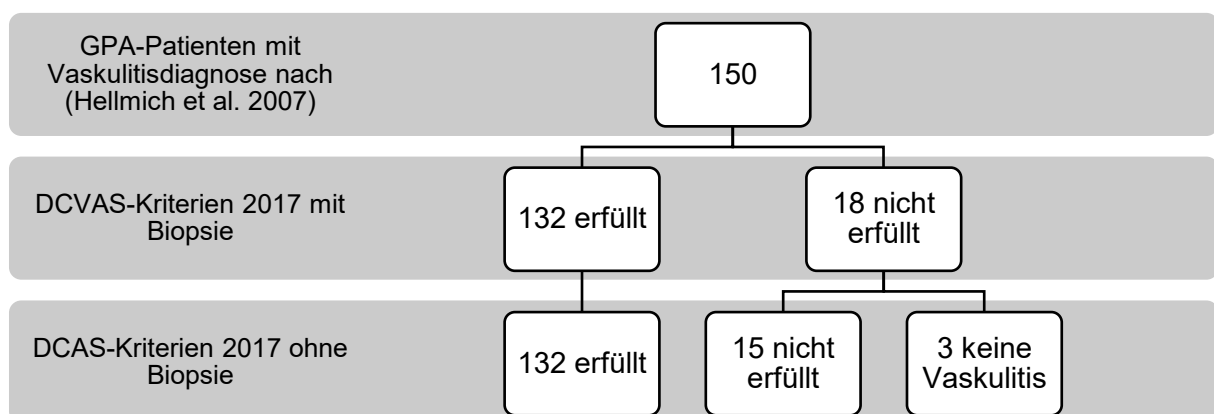 GPA-Patienten mit
Vaskulitisdiagnose nach
(Hellmich et al. 2007)
150
DCVAS-Kriterien 2017 mit
Biopsie
132 erfüllt
18 nicht
erfüllt
DCAS-Kriterien 2017 ohne
Biopsie
132 erfüllt
15 nicht
erfüllt
3 keine
Vaskulitis